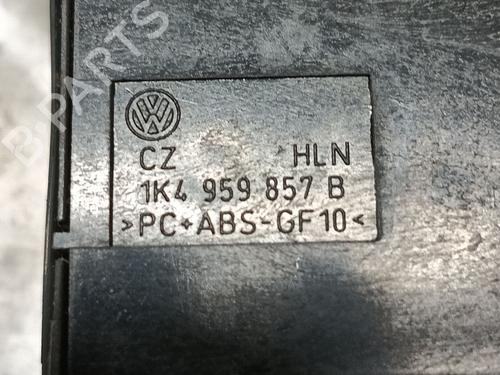 B-PARTS
CZ HLN
1K4 959 857 B
>PC+ABS-GF10<